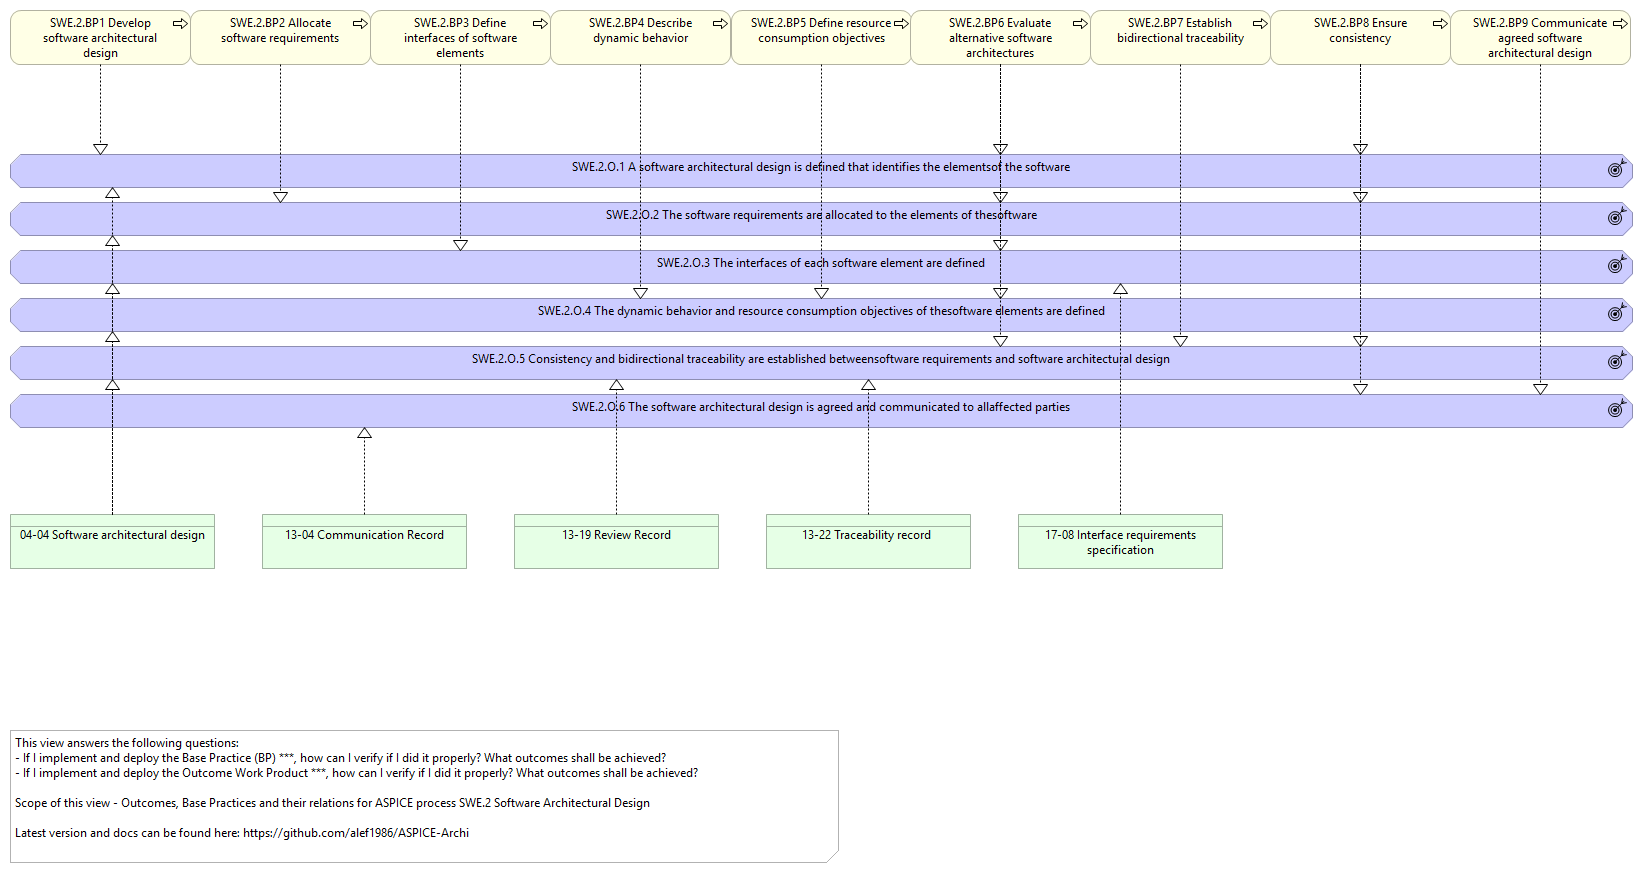 SWE.2.BP1 Develop
software architectural
design
SWE.2.BP2 Allocate
software requirements
SWE.2.BP3 Define
interfaces of software
elements
SWE.2.BP4 Describe
dynamic behavior
SWE.2.BP5 Define resource
consumption objectives
SWE.2.BP6 Evaluate
alternative software
architectures
SWE.2.BP7 Establish
bidirectional traceability
SWE.2.BP8 Ensure
consistency
SWE.2.BP9 Communicate
agreed software
architectural design
SWE.2.O.1 A software architectural design is defined that identifies the elementsof the software
SWE.2.O.2 The software requirements are allocated to the elements of thesoftware
SWE.2.O.3 The interfaces of each software element are defined
SWE.2.O.4 The dynamic behavior and resource consumption objectives of thesoftware elements are defined
SWE.2.O.5 Consistency and bidirectional traceability are established betweensoftware requirements and software architectural design
SWE.2.O.6 The software architectural design is agreed and communicated to allaffected parties
04-04 Software architectural design
13-04 Communication Record
13-19 Review Record
13-22 Traceability record
17-08 Interface requirements
specification
This view answers the following questions:
- If I implement and deploy the Base Practice (BP) ***, how can I verify if I did it properly? What outcomes shall be achieved?
- If I implement and deploy the Outcome Work Product ***, how can I verify if I did it properly? What outcomes shall be achieved?
Scope of this view - Outcomes, Base Practices and their relations for ASPICE process SWE.2 Software Architectural Design
Latest version and docs can be found here: https://github.com/alef1986/ASPICE-Archi